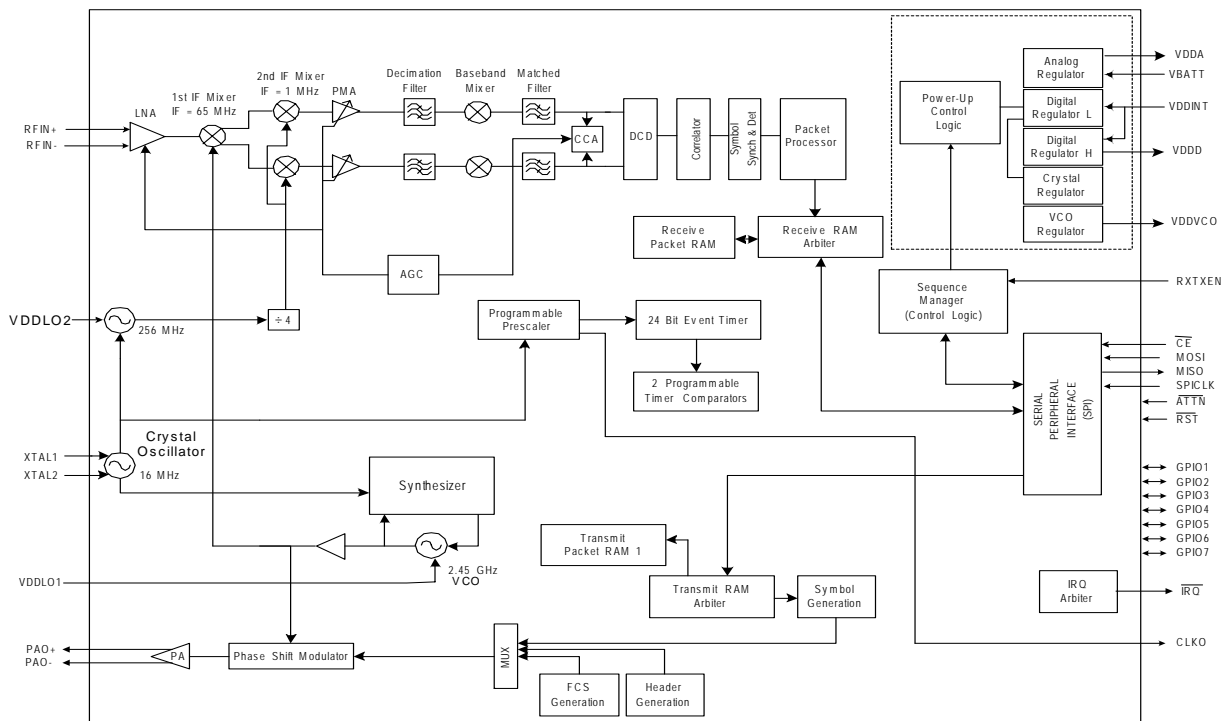 2nd IF Mixer
IF = 1 MHz
PMA
Decimation
Filter
Baseband
Mixer
Matched
Filter
1st IF Mixer
IF = 65 MHz
LNA
RFIN+
RFIN-
CCA
DCD
Correlator
Symbol
Synch & Det
Packet
Processor
Power-Up
Control
Logic
Analog
Regulator
Digital
Regulator L
Digital
Regulator H
Crystal
Regulator
VCO
Regulator
VDDA
VBATT
VDDINT
VDDD
VDDVCO
Receive
Packet RAM
Receive RAM
Arbiter
AGC
Sequence
Manager
(Control Logic)
RXTXEN
VDDLO2
256 MHz
÷4
Programmable
Prescaler
24 Bit Event Timer
2 Programmable
Timer Comparators
SERIAL
PERIPHERAL
INTERFACE
(SPI)
CE
MOSI
MISO
SPICLK
ATTN
RST
Crystal
Oscillator
XTAL1
XTAL2
16 MHz
Synthesizer
GPIO1
GPIO2
GPIO3
GPIO4
GPIO5
GPIO6
GPIO7
2.45 GHz
VCO
VDDLO1
Transmit
Packet RAM 1
Transmit RAM
Arbiter
Symbol
Generation
IRQ
Arbiter
IRQ
PAO+
PAO-
PA
Phase Shift Modulator
MUX
FCS
Generation
Header
Generation
CLKO